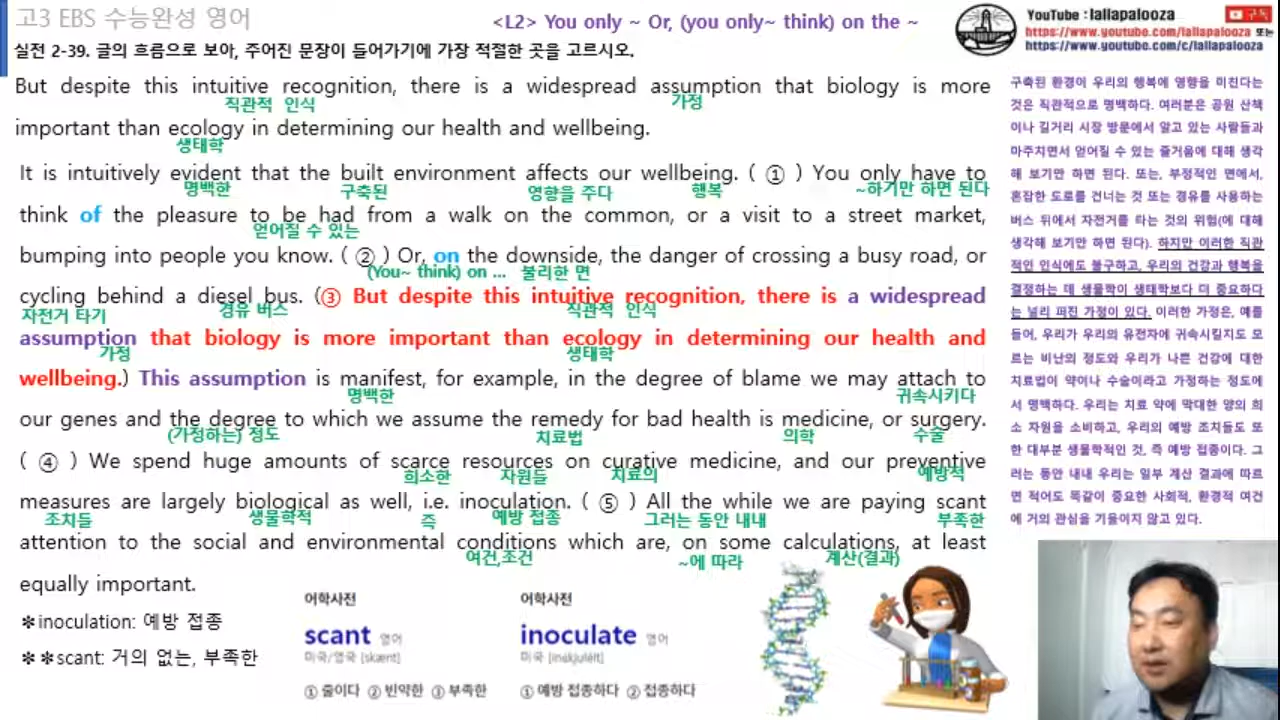 고3 EBS 수능완성 영어
<L2> You only ~ Or, (you only~ think) on the ~
YouTube : lallapalooza
구독
https://www.youtube.com/lallapalooza 또는
https://www.youtube.com/c/lallapalooza
실전 2-39. 글의 흐름으로 보아, 주어진 문장이 들어가기에 가장 적절한 곳을 고르시오.
But despite this intuitive recognition, there is a widespread assumption that biology is more
직관적 인식 가정
important than ecology in determining our health and wellbeing.
생태학
It is intuitively evident that the built environment affects our wellbeing. ( ① ) You only have to
명백한 구축된 영향을 주다 행복 ~하기만 하면 된다
think of the pleasure to be had from a walk on the common, or a visit to a street market,
얻어질 수 있는
bumping into people you know. ( ② ) Or, on the downside, the danger of crossing a busy road, or
(You~ think) on ... 불리한 면
cycling behind a diesel bus. (③ But despite this intuitive recognition, there is a widespread
자전거 타기 경유 버스 직관적 인식
assumption that biology is more important than ecology in determining our health and
가정 생태학
wellbeing.) This assumption is manifest, for example, in the degree of blame we may attach to
명백한 귀속시키다
our genes and the degree to which we assume the remedy for bad health is medicine, or surgery.
(가정하는) 정도 치료법 의학 수술
( ④ ) We spend huge amounts of scarce resources on curative medicine, and our preventive
희소한 자원들 치료의 예방적
measures are largely biological as well, i.e. inoculation. ( ⑤ ) All the while we are paying scant
조치들 생물학적 즉 예방 접종 그러는 동안 내내 부족한
attention to the social and environmental conditions which are, on some calculations, at least
여건,조건 ~에 따라 계산(결과)
equally important.
*inoculation: 예방 접종
**scant: 거의 없는, 부족한
어학사전
scant 영어
미국/영국 [skænt]
① 줄이다 ② 빈약한 ③ 부족한
어학사전
inoculate 영어
미국 [inάkjulèit]
① 예방 접종하다 ② 접종하다
구축된 환경이 우리의 행복에 영향을 미친다는
것은 직관적으로 명백하다. 여러분은 공원 산책
이나 길거리 시장 방문에서 알고 있는 사람들과
마주치면서 얻어질 수 있는 즐거움에 대해 생각
해 보기만 하면 된다. 또는, 부정적인 면에서,
혼잡한 도로를 건너는 것 또는 경유를 사용하는
버스 뒤에서 자전거를 타는 것의 위험(에 대해
생각해 보기만 하면 된다). 하지만 이러한 직관
적인 인식에도 불구하고, 우리의 건강과 행복을
결정하는 데 생물학이 생태학보다 더 중요하다
는 널리 퍼진 가정이 있다. 이러한 가정은, 예를
들어, 우리가 우리의 유전자에 귀속시킬지도 모
르는 비난의 정도와 우리가 나쁜 건강에 대한
치료법이 약이나 수술이라고 가정하는 정도에
서 명백하다. 우리는 치료 약에 막대한 양의 희
소 자원을 소비하고, 우리의 예방 조치들도 또
한 대부분 생물학적인 것, 즉 예방 접종이다. 그
러는 동안 내내 우리는 일부 계산 결과에 따르
면 적어도 똑같이 중요한 사회적, 환경적 여건
에 거의 관심을 기울이지 않고 있다.